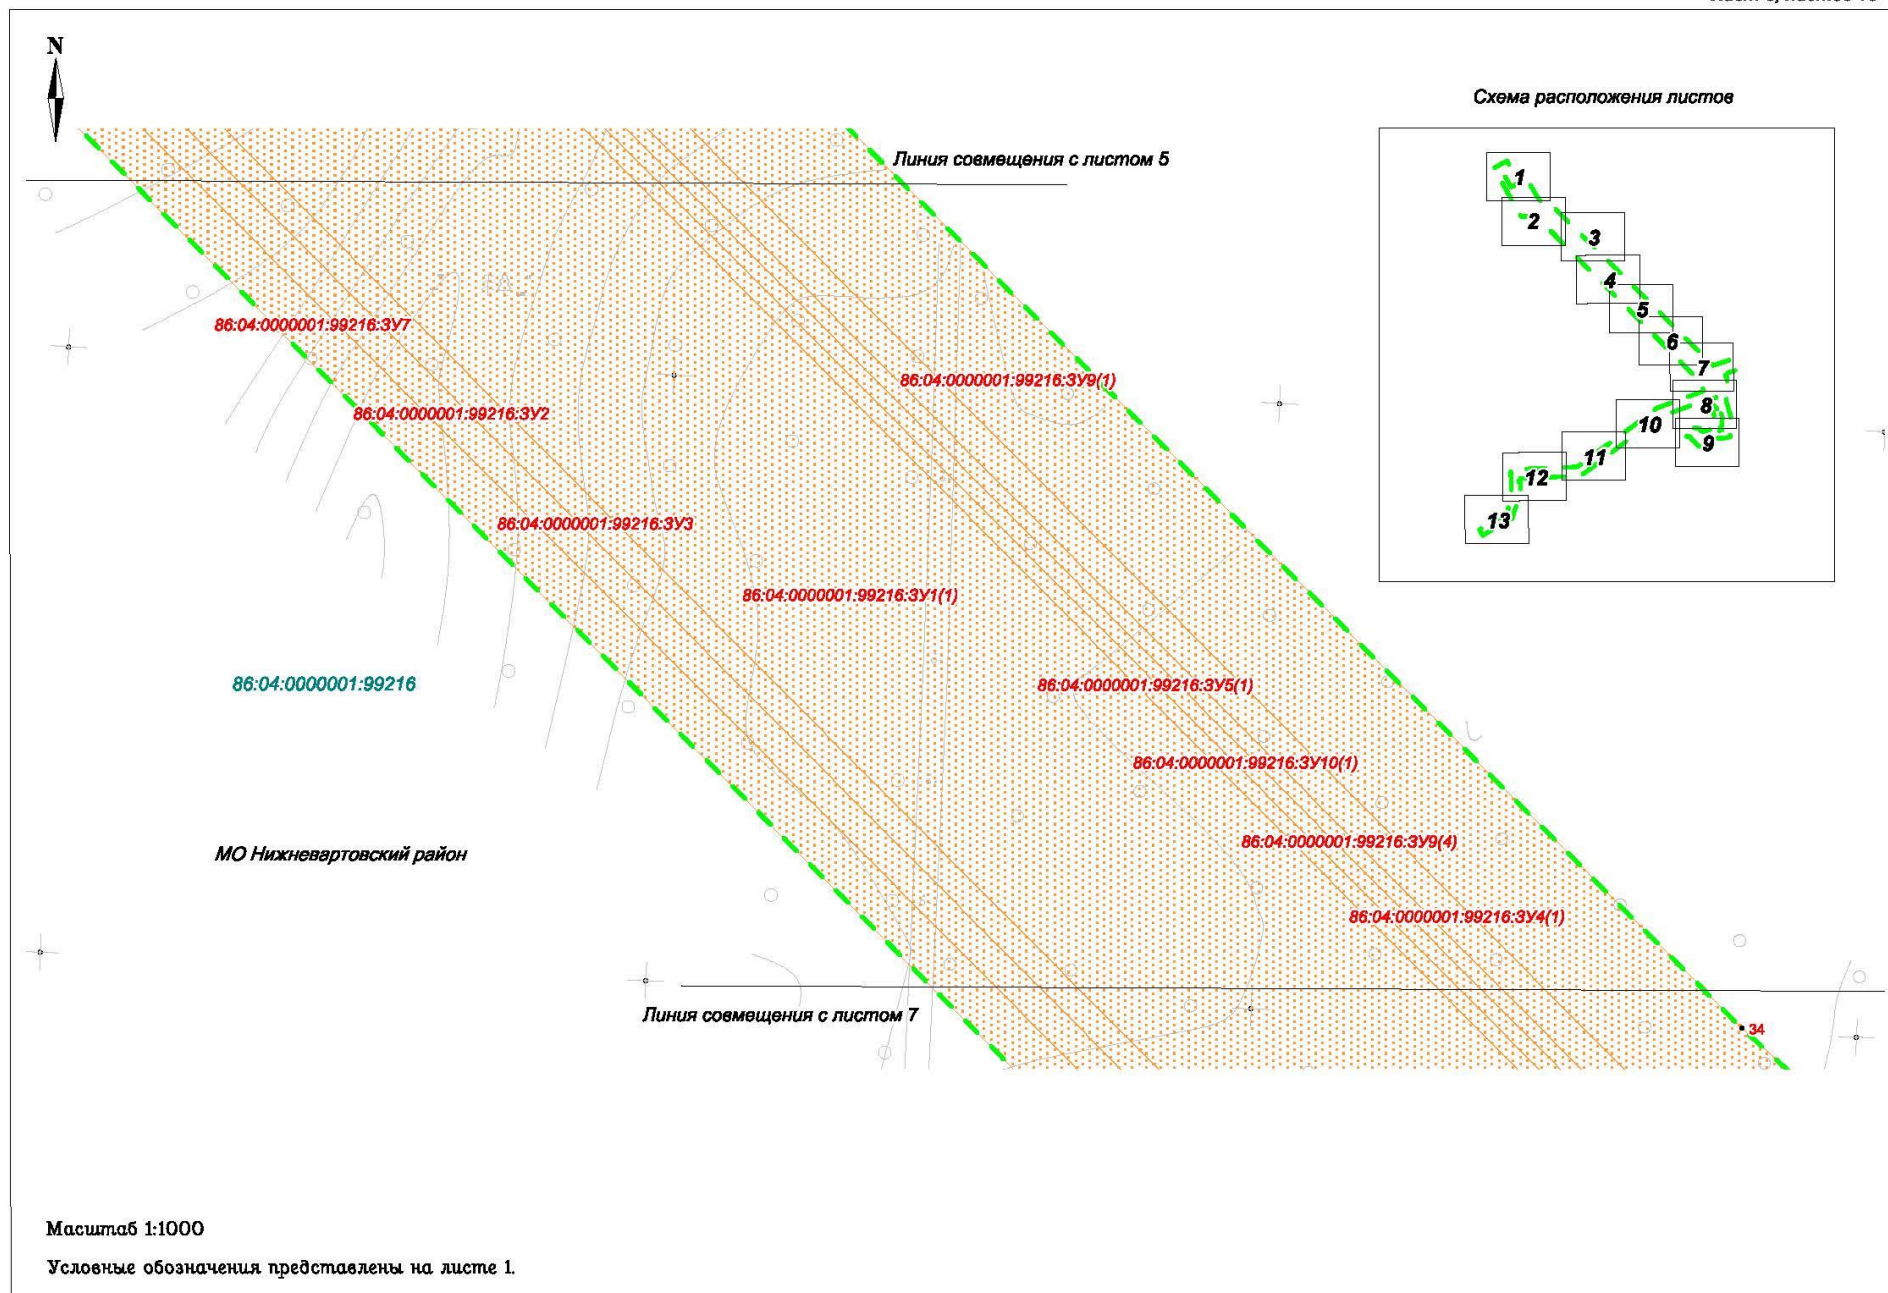 N
Схема расположения листов
Линия совмещения с листом 5
1
2
3
4
5
6
7
8
9
10
11
12
13
86:04:0000001:99216:ЗУ7
86:04:0000001:99216:ЗУ9(1)
86:04:0000001:99216:ЗУ2
86:04:0000001:99216:ЗУ3
86:04:0000001:99216:ЗУ1(1)
86:04:0000001:99216
86:04:0000001:99216:ЗУ5(1)
86:04:0000001:99216:ЗУ10(1)
МО Нижневартовский район
86:04:0000001:99216:ЗУ9(4)
86:04:0000001:99216:ЗУ4(1)
Линия совмещения с листом 7
34
Масштаб 1:1000
Условные обозначения представлены на листе 1.